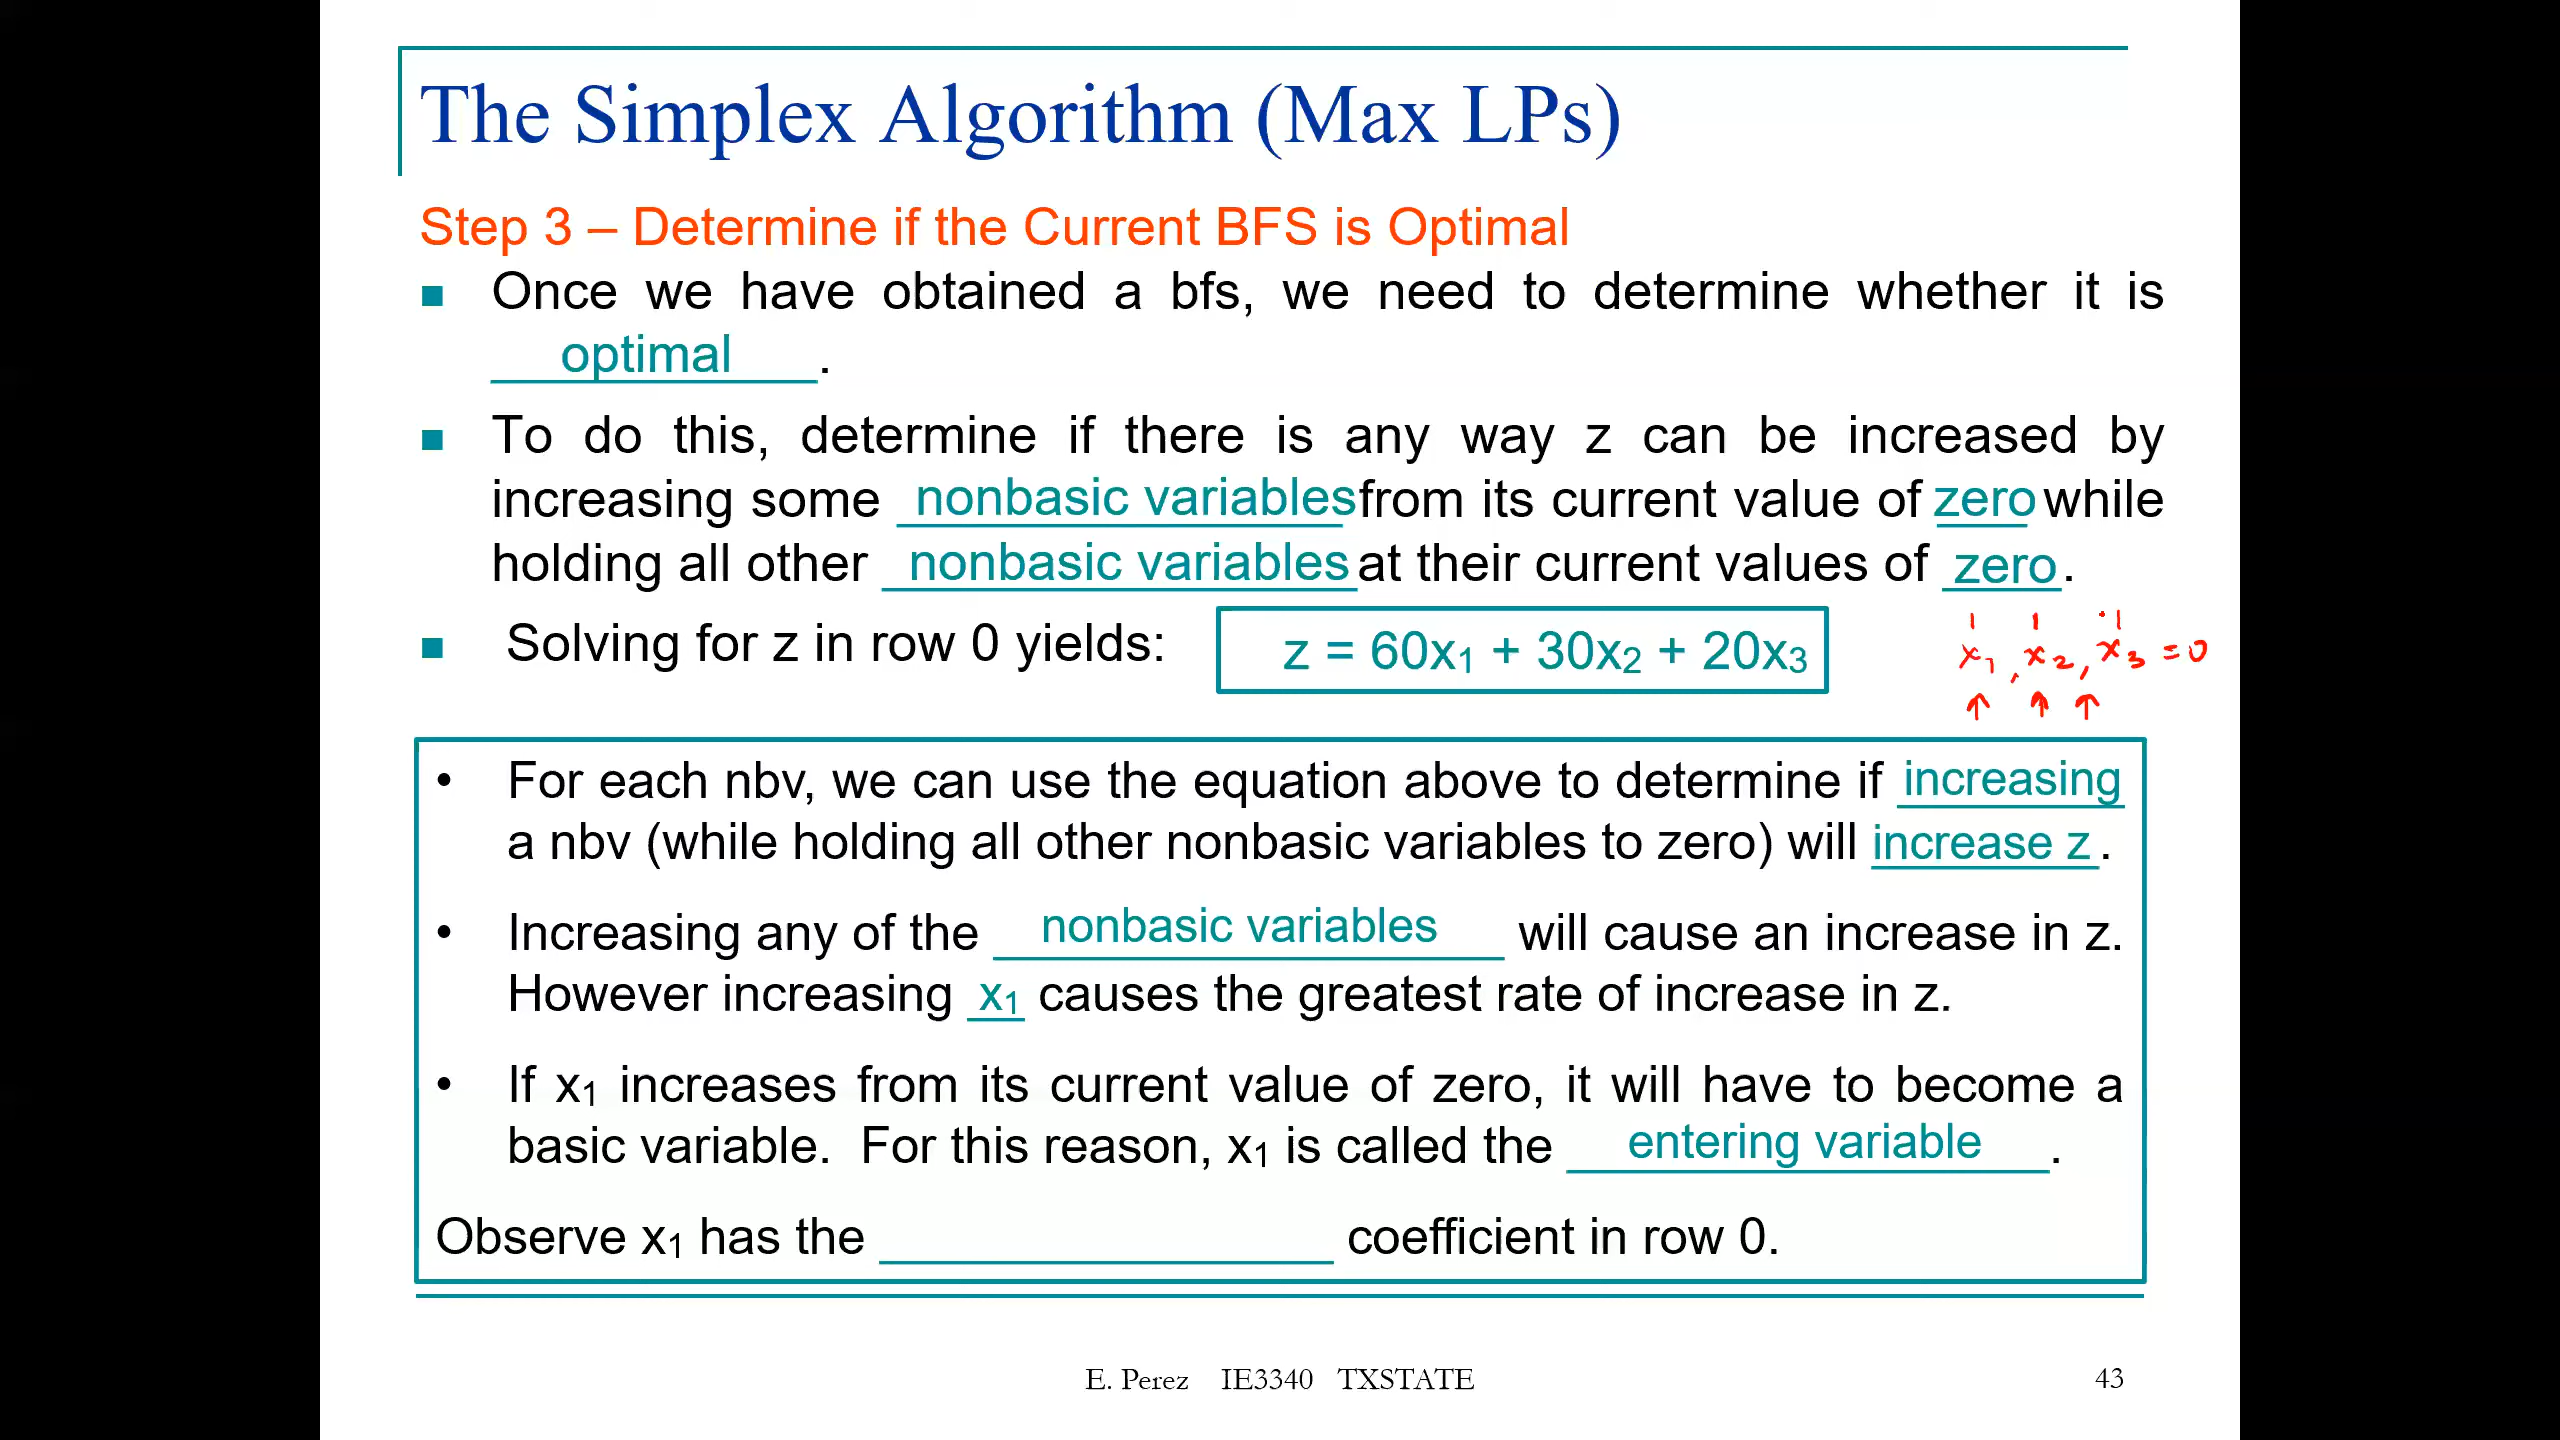 The Simplex Algorithm (Max LPs)
Step 3 – Determine if the Current BFS is Optimal
■ Once we have obtained a bfs, we need to determine whether it is
optimal.
■ To do this, determine if there is any way z can be increased by
increasing some nonbasic variables from its current value of zero while
holding all other nonbasic variables at their current values of zero.
■ Solving for z in row 0 yields: z = 60x₁ + 30x₂ + 20x₃
1 1 1
x₁, x₂, x₃ = 0
↑ ↑ ↑
• For each nbv, we can use the equation above to determine if increasing
a nbv (while holding all other nonbasic variables to zero) will increase z.
• Increasing any of the nonbasic variables will cause an increase in z.
However increasing x₁ causes the greatest rate of increase in z.
• If x₁ increases from its current value of zero, it will have to become a
basic variable. For this reason, x₁ is called the entering variable.
Observe x₁ has the ______________ coefficient in row 0.
E. Perez IE3340 TXSTATE 43